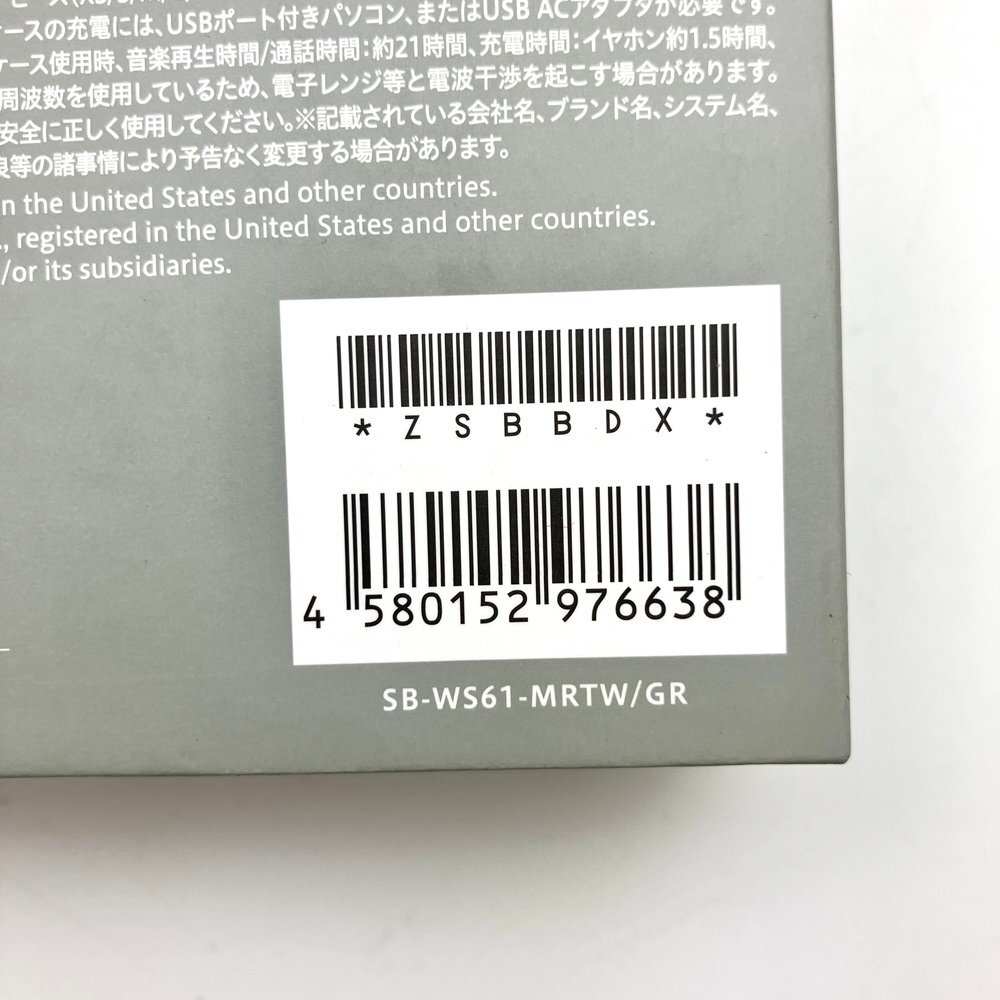 ースの充電には、USBポート付きパソコン、またはUSB ACアダプタが必要です。
ケース使用時、音楽再生時間/通話時間：約21時間、充電時間：イヤホン約1.5時間、
周波数を使用しているため、電子レンジ等と電波干渉を起こす場合があります。
安全に正しく使用してください。※記載されている会社名、ブランド名、システム名、
良等の諸事情により予告なく変更する場合があります。
n the United States and other countries.
., registered in the United States and other countries.
/or its subsidiaries.
*ZSBBDX*
4 580152 976638
SB-WS61-MRTW/GR